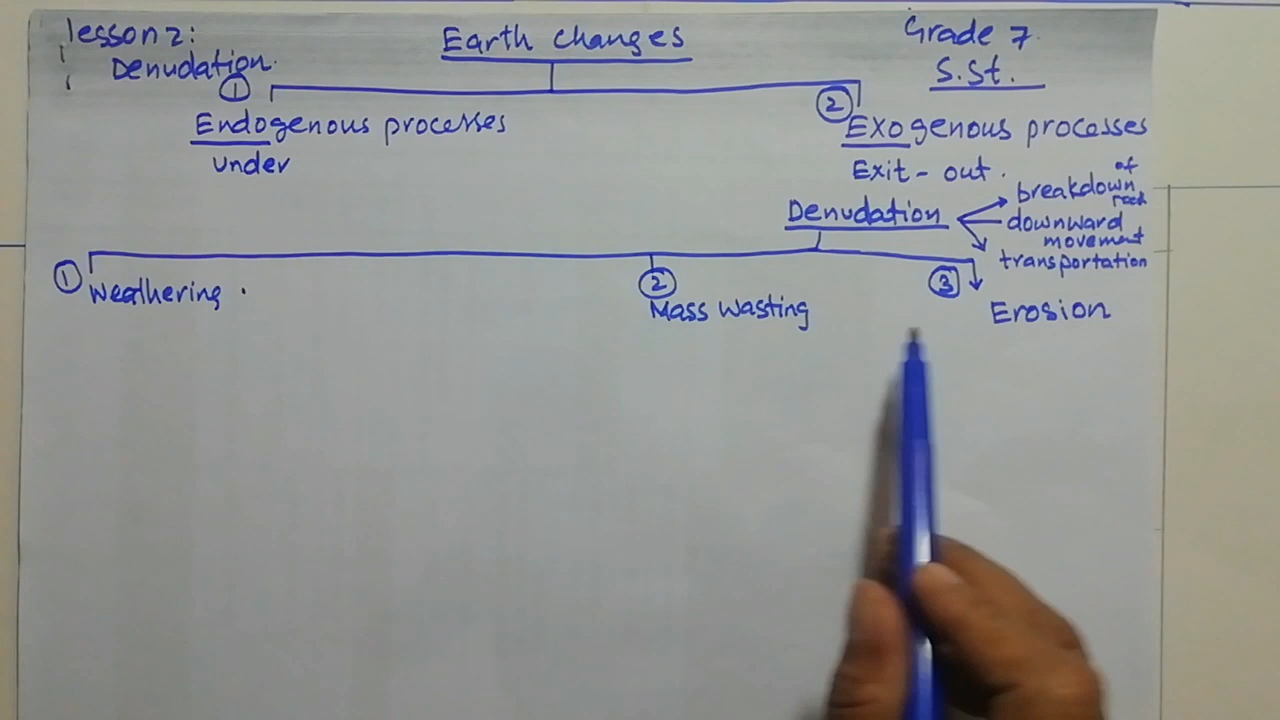 lesson 2:
Denudation.
Earth changes
Grade 7.
S.St.
1
Endogenous processes
under
2
Exogenous processes
Exit - out.
Denudation
breakdown of rock
downward movement
transportation
1 Weathering.
2
Mass wasting
3
Erosion